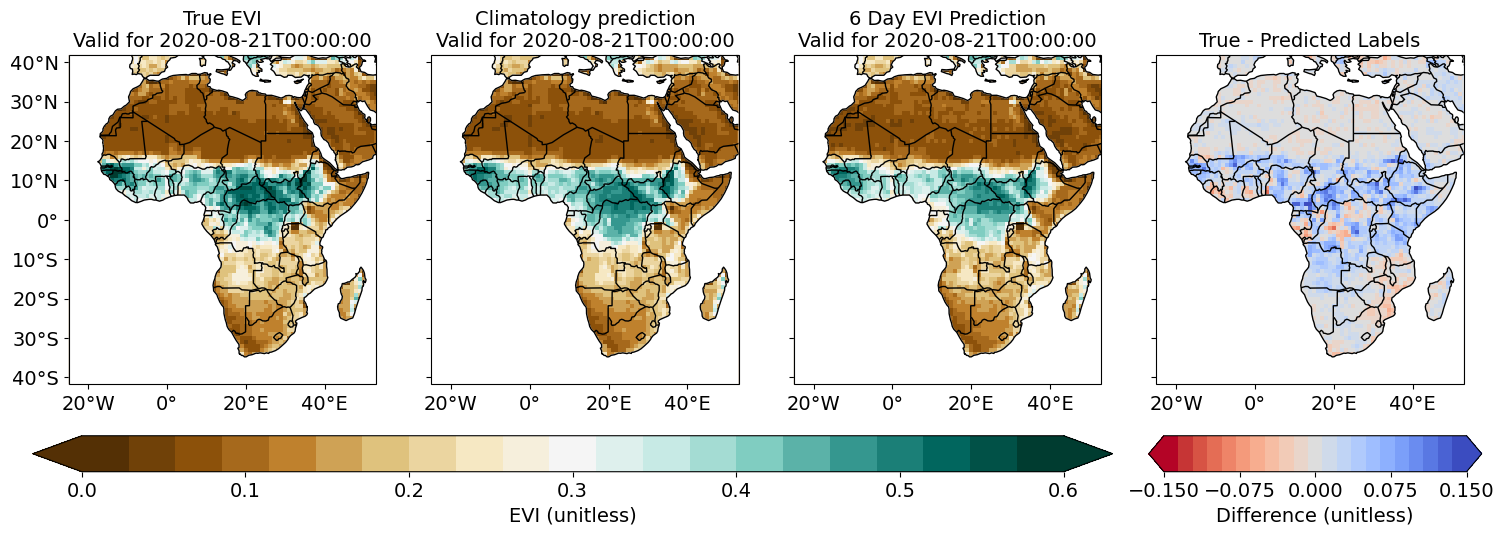 True EVI
Valid for 2020-08-21T00:00:00
Climatology prediction
Valid for 2020-08-21T00:00:00
6 Day EVI Prediction
Valid for 2020-08-21T00:00:00
True - Predicted Labels
40°N
30°N
20°N
10°N
0°
10°S
20°S
30°S
40°S
20°W 0° 20°E 40°E
20°W 0° 20°E 40°E
20°W 0° 20°E 40°E
20°W 0° 20°E 40°E
0.0 0.1 0.2 0.3 0.4 0.5 0.6
EVI (unitless)
−0.150 −0.075 0.000 0.075 0.150
Difference (unitless)